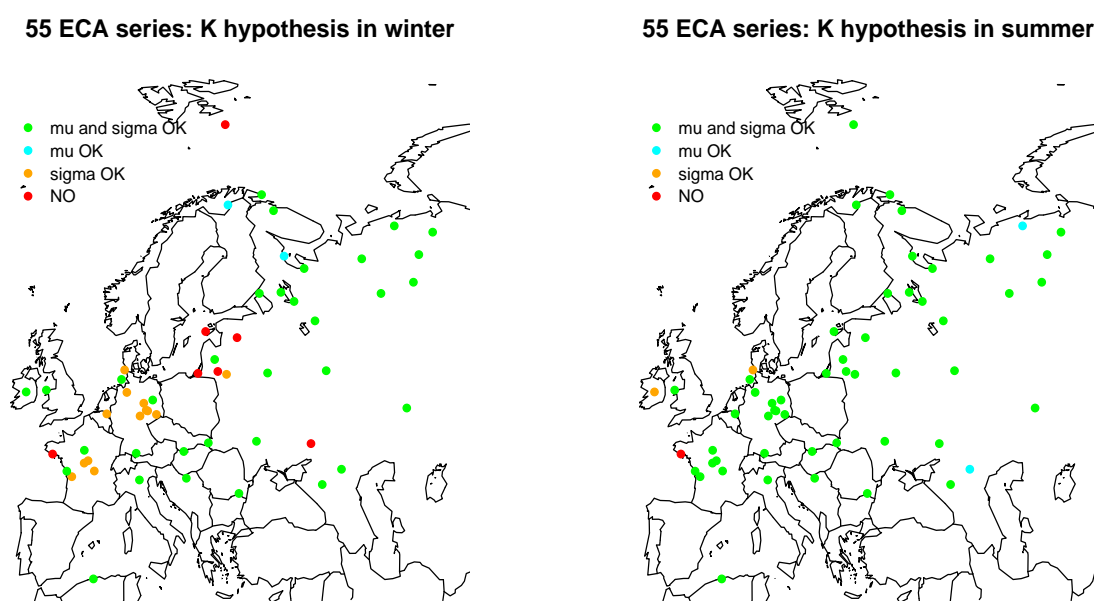 55 ECA series: K hypothesis in winter
mu and sigma OK
mu OK
sigma OK
NO
55 ECA series: K hypothesis in summer
mu and sigma OK
mu OK
sigma OK
NO